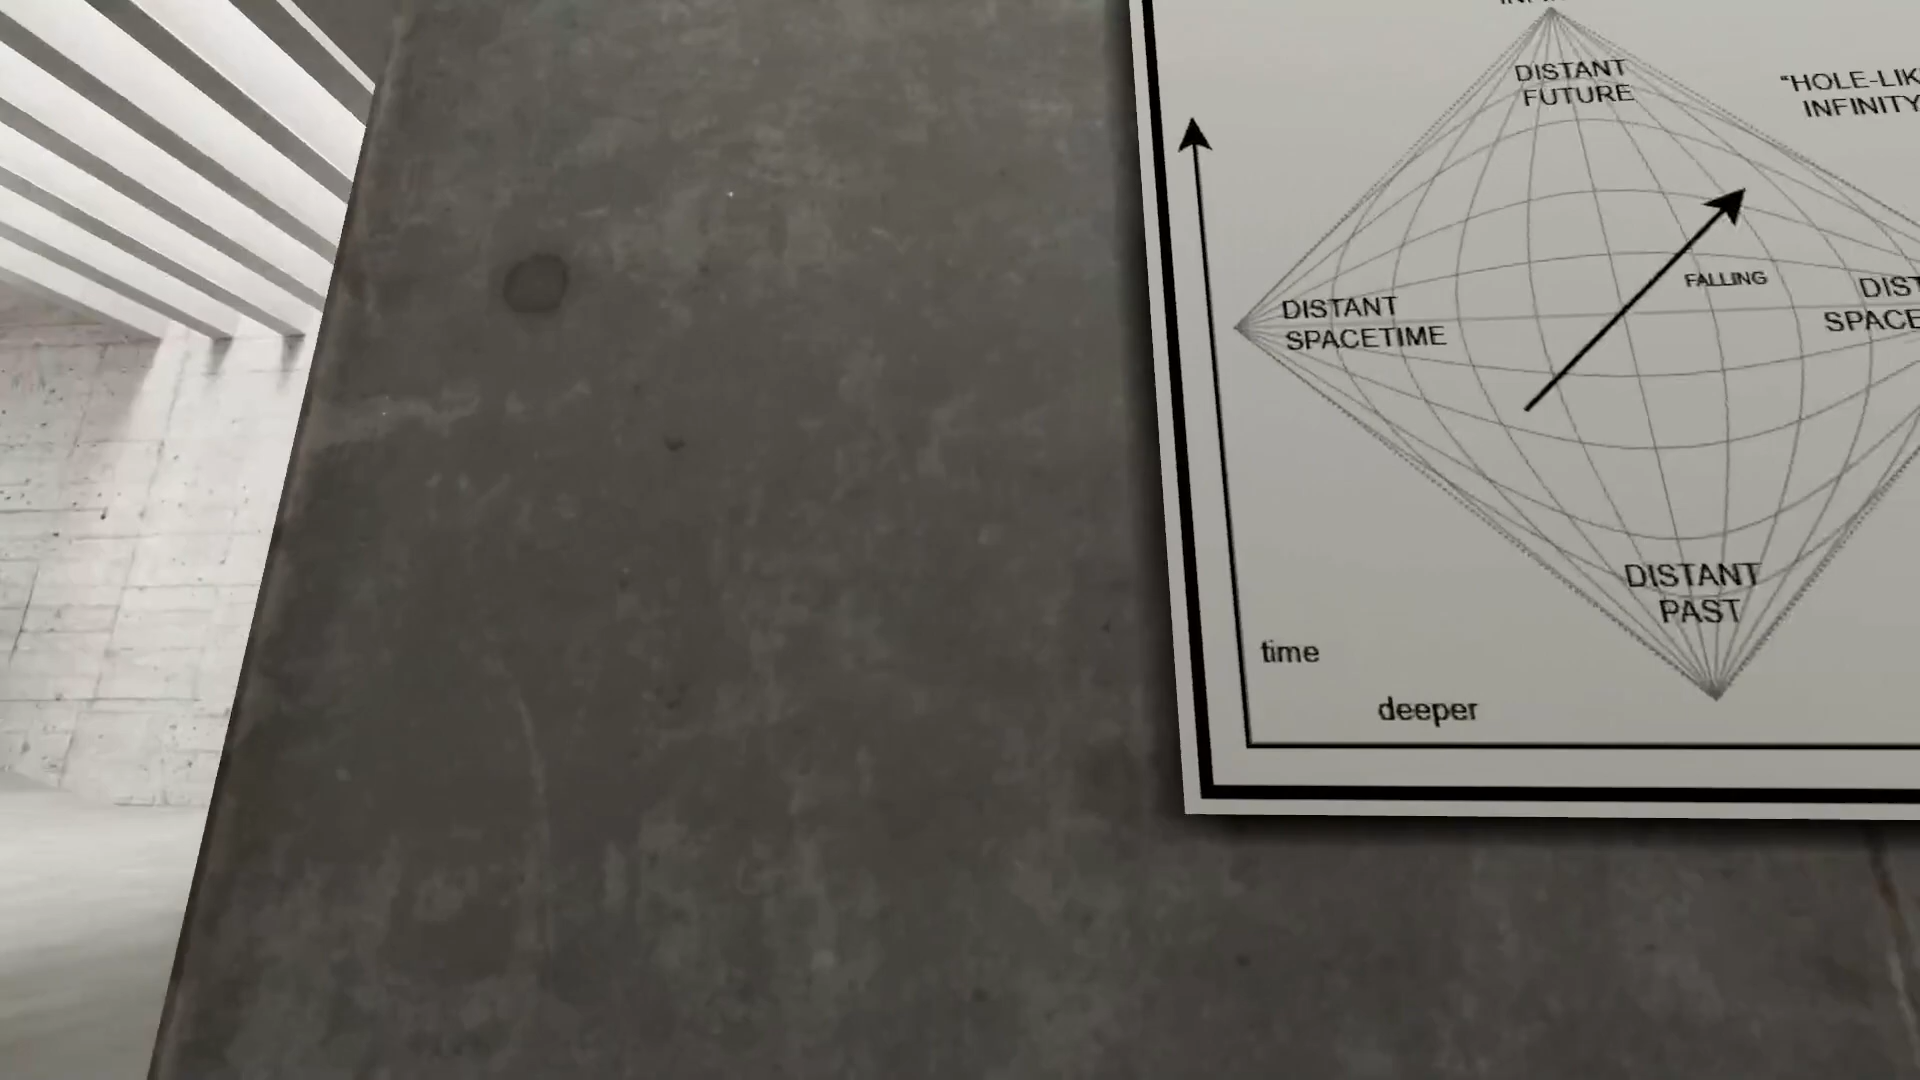 DISTANT
FUTURE
"HOLE-LIK
INFINITY
FALLING
DISTANT
SPACETIME
DIST
SPACE
DISTANT
PAST
time
deeper